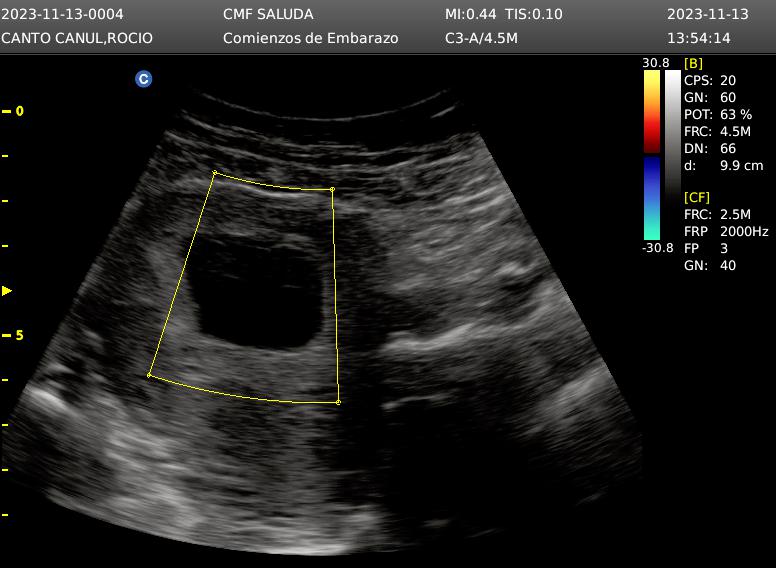 2023-11-13-0004 CMF SALUDA MI:0.44 TIS:0.10 2023-11-13
CANTO CANUL,ROCIO Comienzos de Embarazo C3-A/4.5M 13:54:14
C
30.8 [B]
CPS: 20
GN: 60
POT: 63 %
FRC: 4.5M
DN: 66
d: 9.9 cm
[CF]
FRC: 2.5M
FRP 2000Hz
-30.8 FP 3
GN: 40
0
5